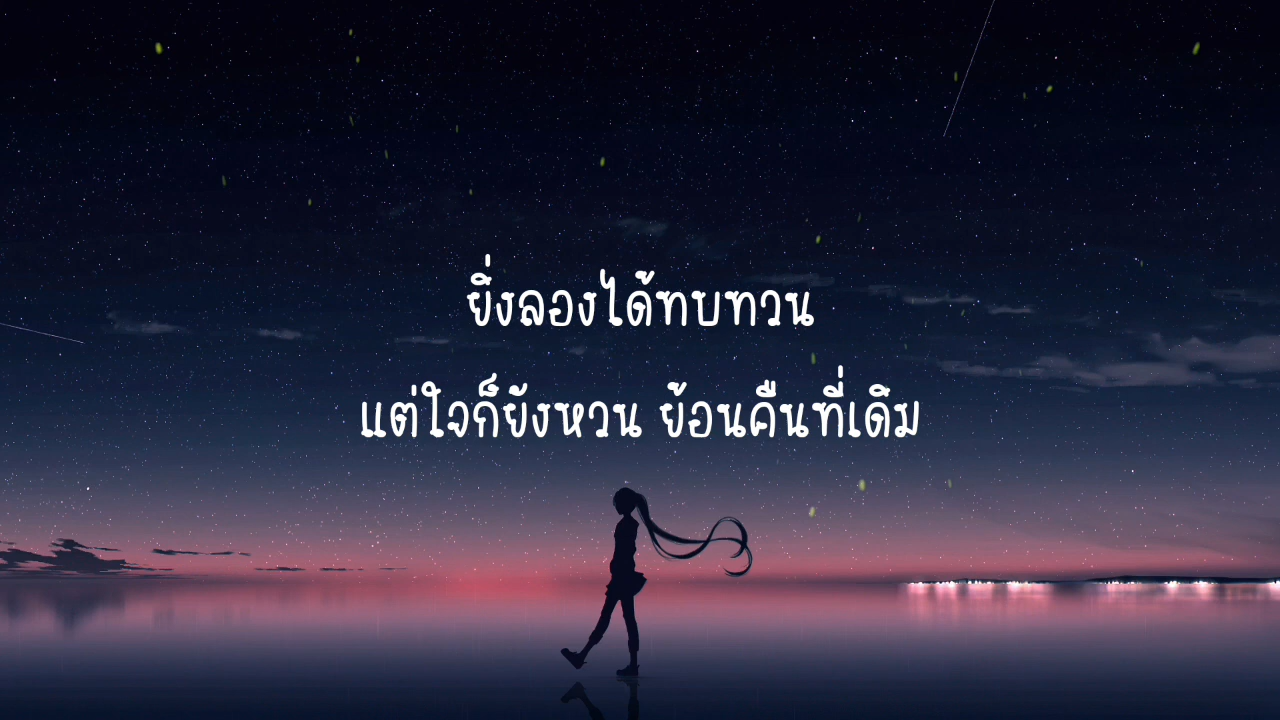 ยิ่งลองได้ทบทวน
แต่ใจก็ยังหวน ย้อนคืนที่เดิม